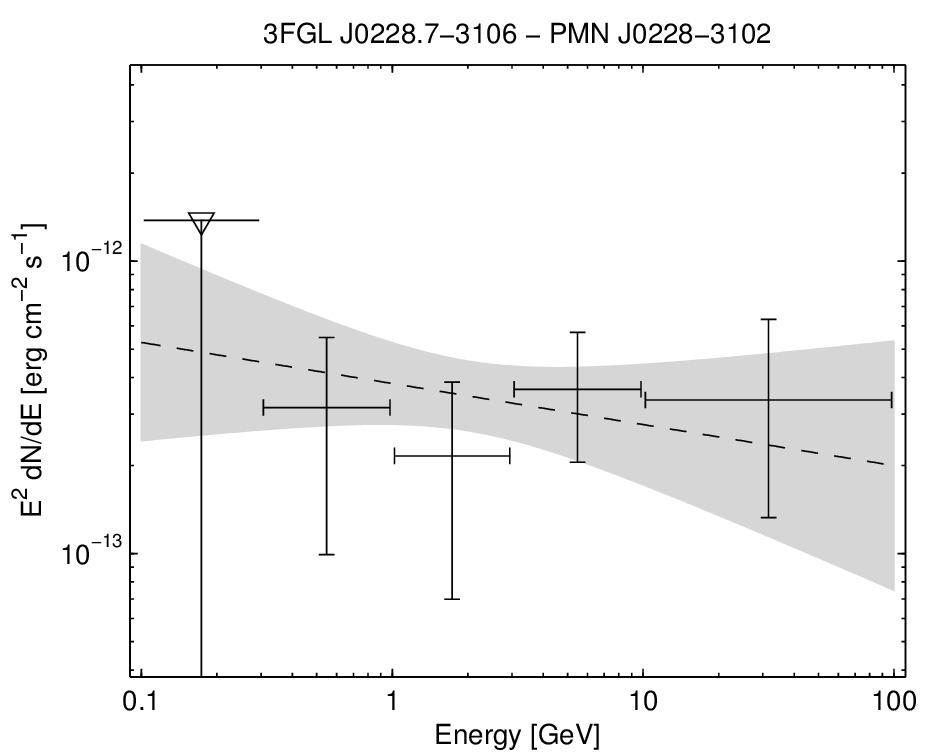 3FGL J0228.7−3106 − PMN J0228−3102
E² dN/dE [erg cm⁻² s⁻¹]
10⁻¹²
10⁻¹³
0.1 1 10 100
Energy [GeV]